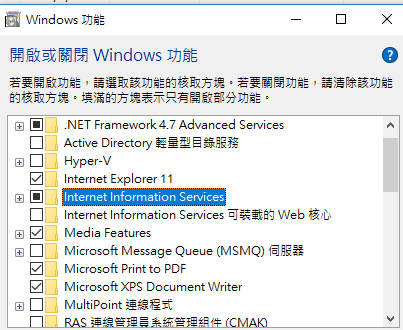 Windows 功能
開啟或關閉 Windows 功能
若要開啟功能，請選取該功能的核取方塊。若要關閉功能，請清除該功能
的核取方塊。填滿的方塊表示只有開啟部分功能。
.NET Framework 4.7 Advanced Services
Active Directory 輕量型目錄服務
Hyper-V
Internet Explorer 11
Internet Information Services
Internet Information Services 可裝載的 Web 核心
Media Features
Microsoft Message Queue (MSMQ) 伺服器
Microsoft Print to PDF
Microsoft XPS Document Writer
MultiPoint 連線程式
RAS 連線管理員系統管理組件 (CMAK)